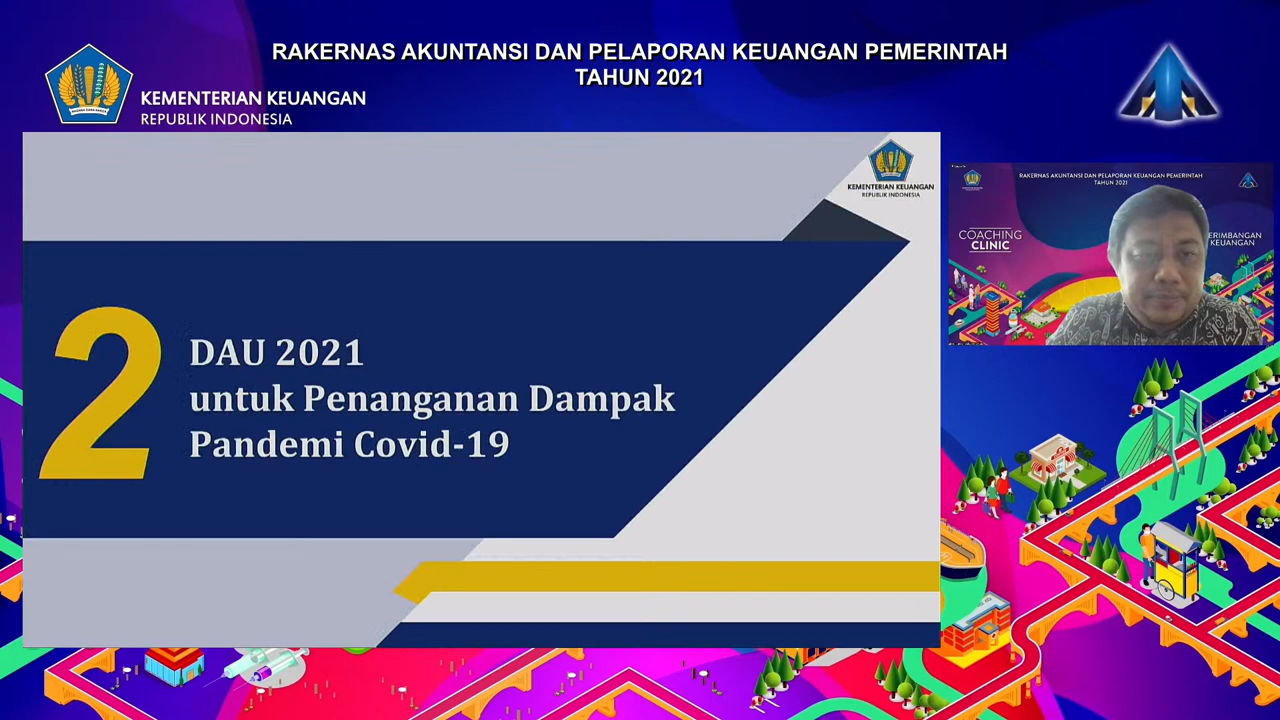 RAKERNAS AKUNTANSI DAN PELAPORAN KEUANGAN PEMERINTAH
TAHUN 2021
KEMENTERIAN KEUANGAN
REPUBLIK INDONESIA
KEMENTERIAN KEUANGAN
REPUBLIK INDONESIA
2
DAU 2021
untuk Penanganan Dampak
Pandemi Covid-19
RAKERNAS AKUNTANSI DAN PELAPORAN KEUANGAN PEMERINTAH
TAHUN 2021
COACHING
CLINIC
ERIMBANGAN
KEUANGAN